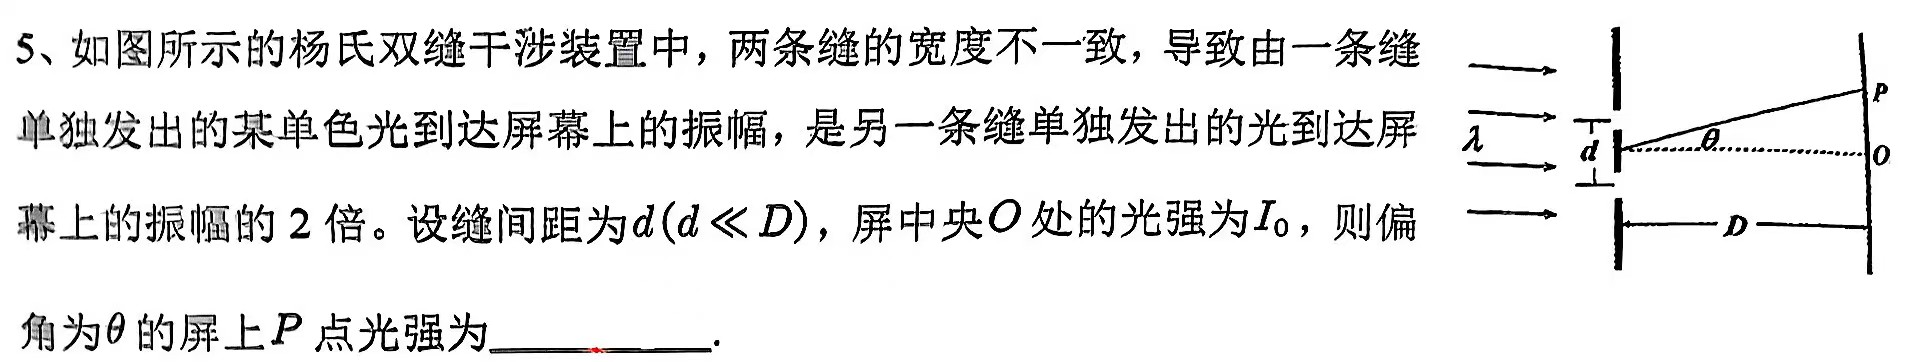 5、如图所示的杨氏双缝干涉装置中，两条缝的宽度不一致，导致由一条缝
单独发出的某单色光到达屏幕上的振幅，是另一条缝单独发出的光到达屏
幕上的振幅的 2 倍。设缝间距为d(d≪D)，屏中央O处的光强为I₀，则偏
角为θ的屏上P点光强为________.
λ
d
θ
P
O
D